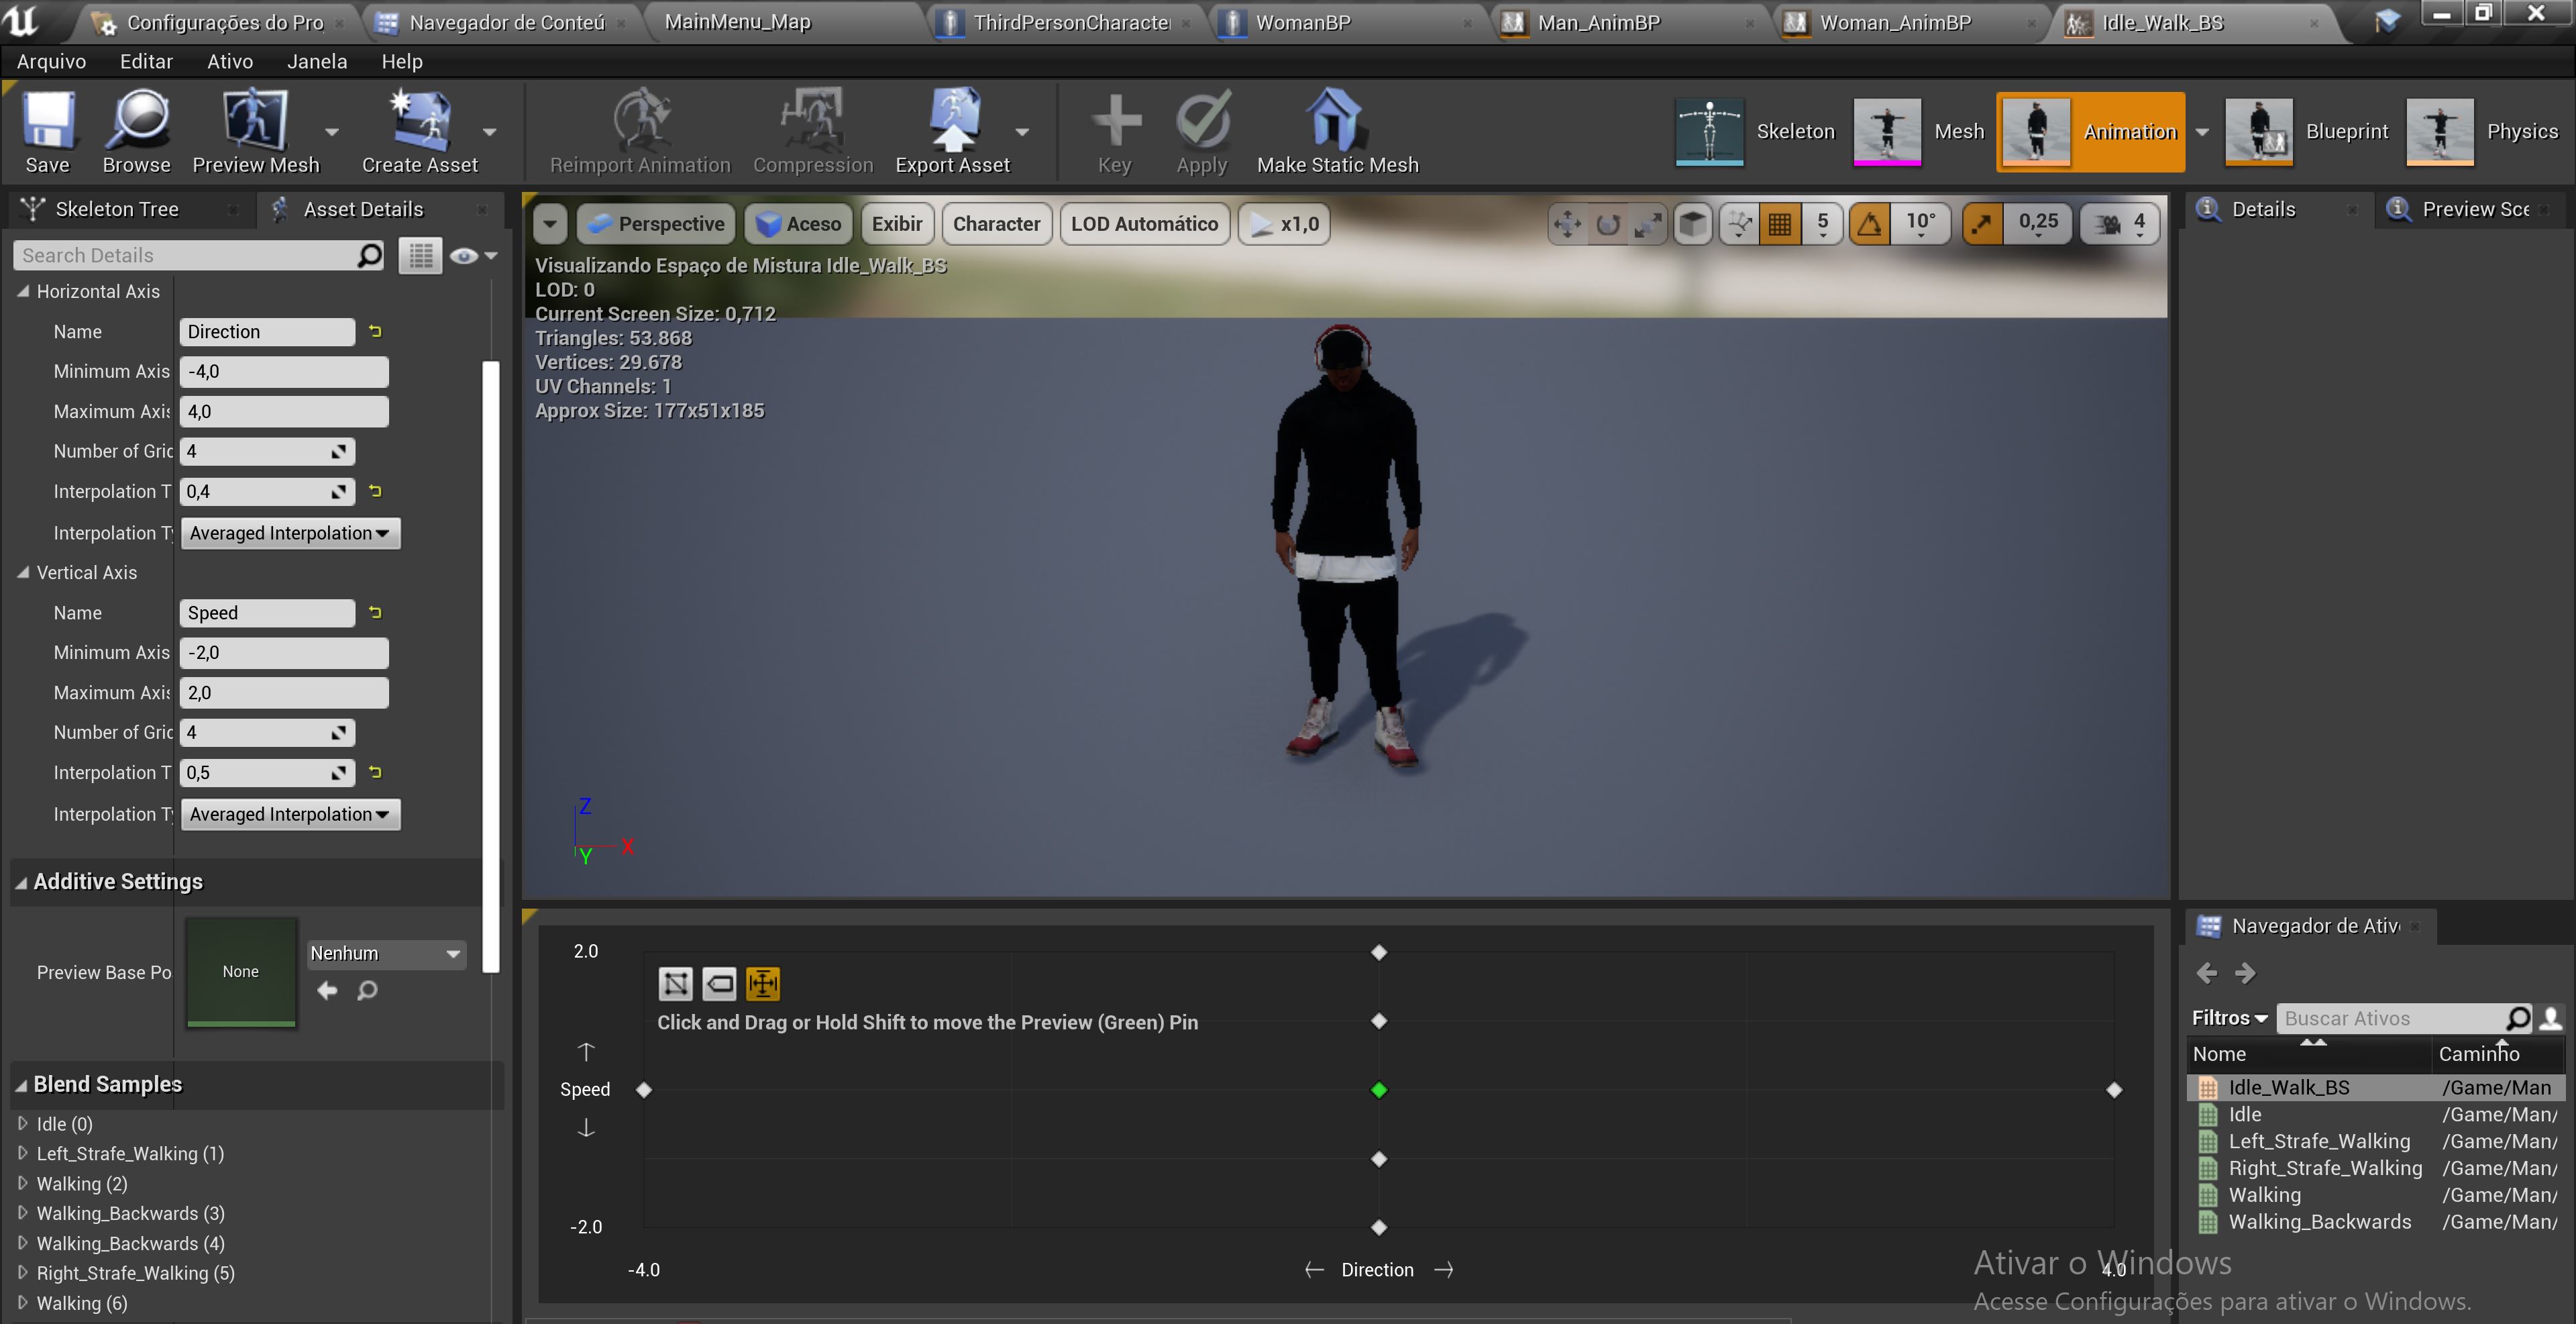 Configurações do Pro
Navegador de Conteú
MainMenu_Map
ThirdPersonCharacte
WomanBP
Man_AnimBP
Woman_AnimBP
Idle_Walk_BS
Arquivo
Editar
Ativo
Janela
Help
Save
Browse
Preview Mesh
Create Asset
Reimport Animation
Compression
Export Asset
Key
Apply
Make Static Mesh
Skeleton
Mesh
Animation
Blueprint
Physics
Skeleton Tree
Asset Details
Search Details
Horizontal Axis
Name Direction
Minimum Axis -4,0
Maximum Axis 4,0
Number of Grid 4
Interpolation T 0,4
Interpolation Ty Averaged Interpolation
Vertical Axis
Name Speed
Minimum Axis -2,0
Maximum Axis 2,0
Number of Grid 4
Interpolation T 0,5
Interpolation Ty Averaged Interpolation
Additive Settings
Preview Base Po None Nenhum
Blend Samples
Idle (0)
Left_Strafe_Walking (1)
Walking (2)
Walking_Backwards (3)
Walking_Backwards (4)
Right_Strafe_Walking (5)
Walking (6)
Perspective
Aceso
Exibir
Character
LOD Automático
x1,0
5
10°
0,25
4
Visualizando Espaço de Mistura Idle_Walk_BS
LOD: 0
Current Screen Size: 0,712
Triangles: 53.868
Vertices: 29.678
UV Channels: 1
Approx Size: 177x51x185
Z
X
Y
2.0
Click and Drag or Hold Shift to move the Preview (Green) Pin
Speed
-2.0
-4.0
Direction
4.0
Details
Preview Sce
Navegador de Ativ
Filtros
Buscar Ativos
Nome Caminho
Idle_Walk_BS /Game/Man
Idle /Game/Man/
Left_Strafe_Walking /Game/Man/
Right_Strafe_Walking /Game/Man/
Walking /Game/Man/
Walking_Backwards /Game/Man/
Ativar o Windows
Acesse Configurações para ativar o Windows.